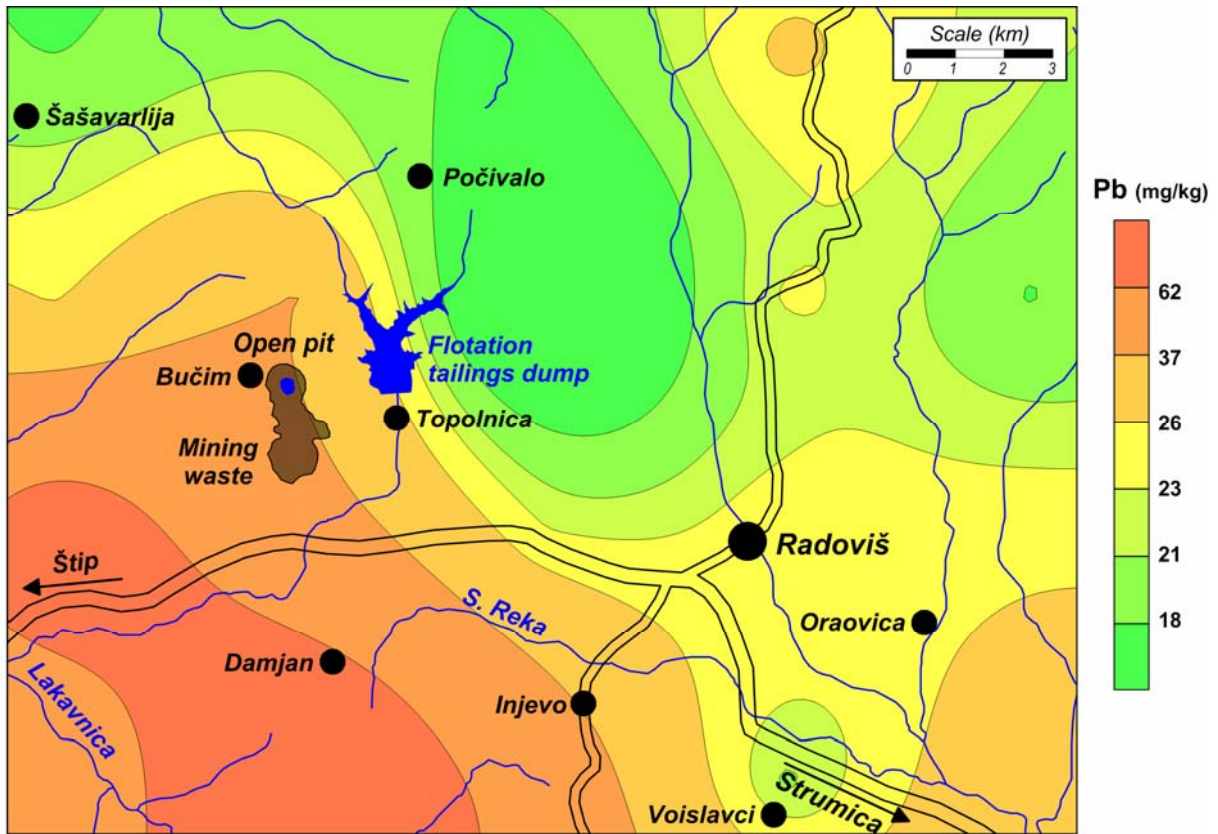 Scale (km)
0 1 2 3
Šašavarlija
Počivalo
Pb (mg/kg)
62
37
26
23
21
18
Open pit
Bučim
Flotation
tailings dump
Topolnica
Mining
waste
Radoviš
Štip
S. Reka
Oraovica
Damjan
Lakavnica
Injevo
Strumica
Voislavci